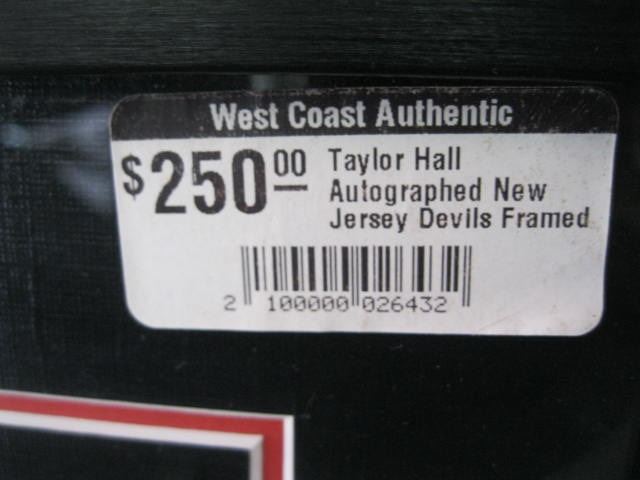 West Coast Authentic
$250.00 Taylor Hall
Autographed New
Jersey Devils Framed
2 100000 026432